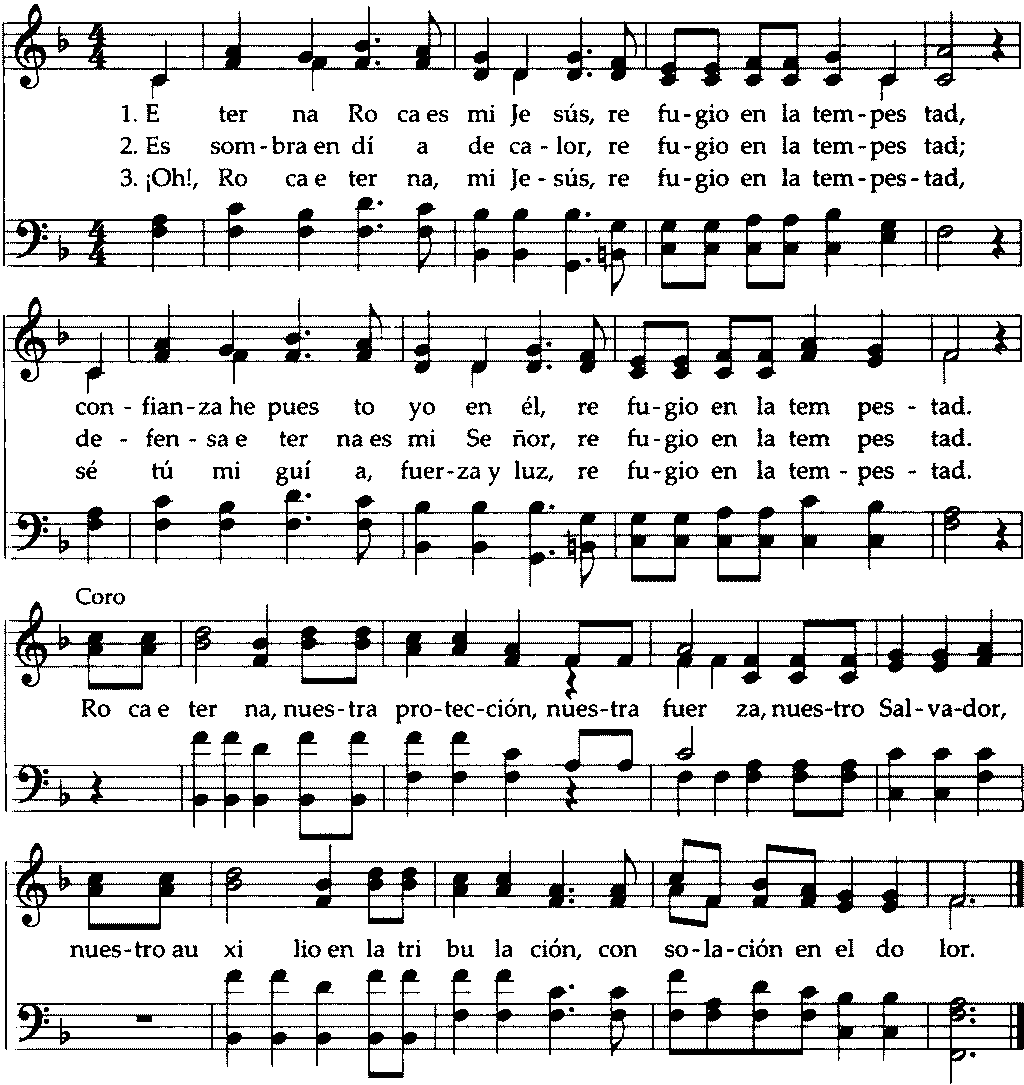 1. E ter na Ro ca es mi Je sús, re fu-gio en la tem-pes tad,
2. Es som-bra en dí a de ca-lor, re fu-gio en la tem-pes tad;
3. ¡Oh!, Ro ca e ter na, mi Je-sús, re fu-gio en la tem-pes-tad,
con-fian-za he pues to yo en él, re fu-gio en la tem pes-tad.
de-fen-sa e ter na es mi Se ñor, re fu-gio en la tem pes tad.
sé tú mi guí a, fuer-za y luz, re fu-gio en la tem-pes-tad.
Coro
Ro ca e ter na, nues-tra pro-tec-ción, nues-tra fuer za, nues-tro Sal-va-dor,
nues-tro au xi lio en la tri bu la ción, con so-la-ción en el do lor.